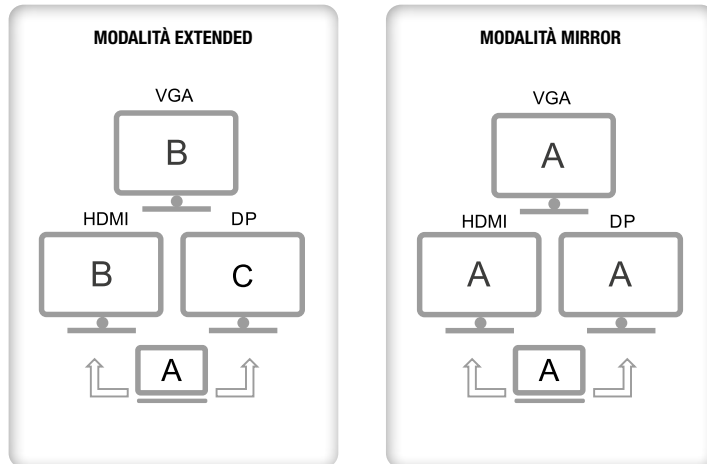 MODALITÀ EXTENDED
VGA
B
HDMI DP
B C
A
MODALITÀ MIRROR
VGA
A
HDMI DP
A A
A